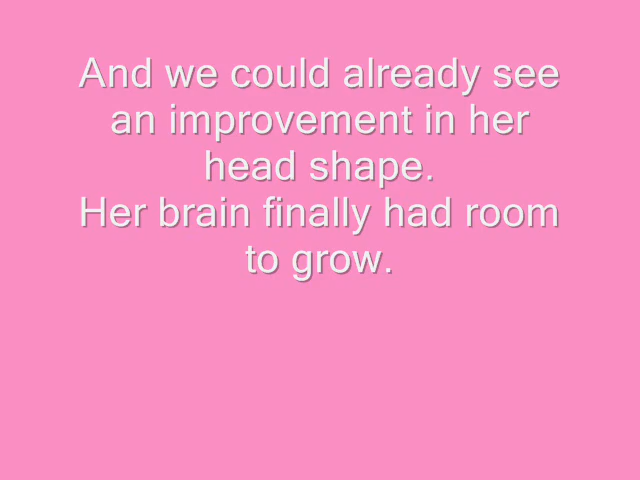 And we could already see
an improvement in her
head shape.
Her brain finally had room
to grow.